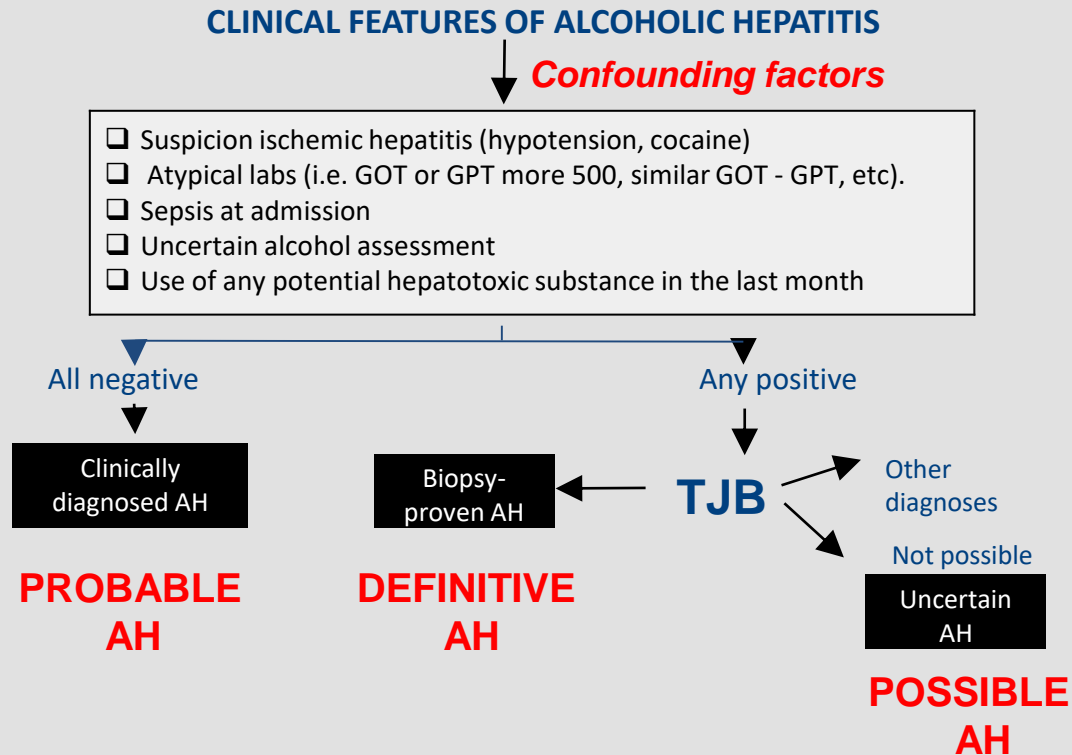 CLINICAL FEATURES OF ALCOHOLIC HEPATITIS
Confounding factors
Suspicion ischemic hepatitis (hypotension, cocaine)
Atypical labs (i.e. GOT or GPT more 500, similar GOT - GPT, etc).
Sepsis at admission
Uncertain alcohol assessment
Use of any potential hepatotoxic substance in the last month
All negative
Any positive
Clinically
diagnosed AH
PROBABLE
AH
Biopsy-
proven AH
DEFINITIVE
AH
TJB
Other
diagnoses
Not possible
Uncertain
AH
POSSIBLE
AH